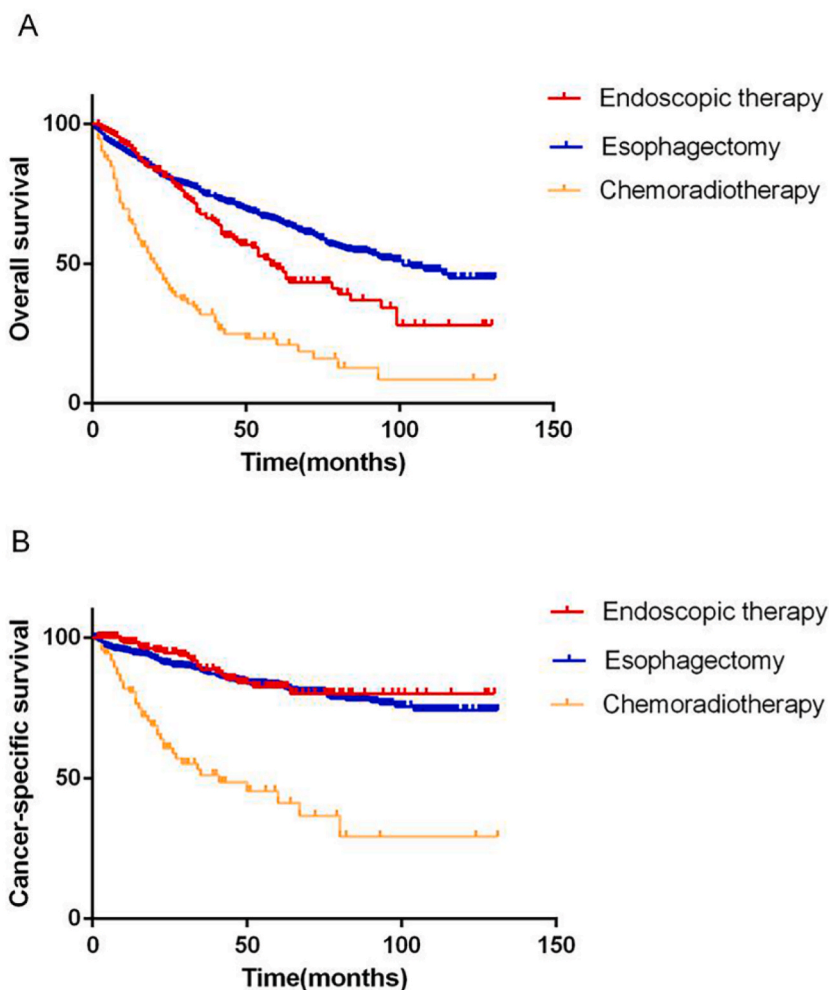 A
Overall survival
100
50
0
0 50 100 150
Time(months)
Endoscopic therapy
Esophagectomy
Chemoradiotherapy
B
Cancer-specific survival
100
50
0
0 50 100 150
Time(months)
Endoscopic therapy
Esophagectomy
Chemoradiotherapy